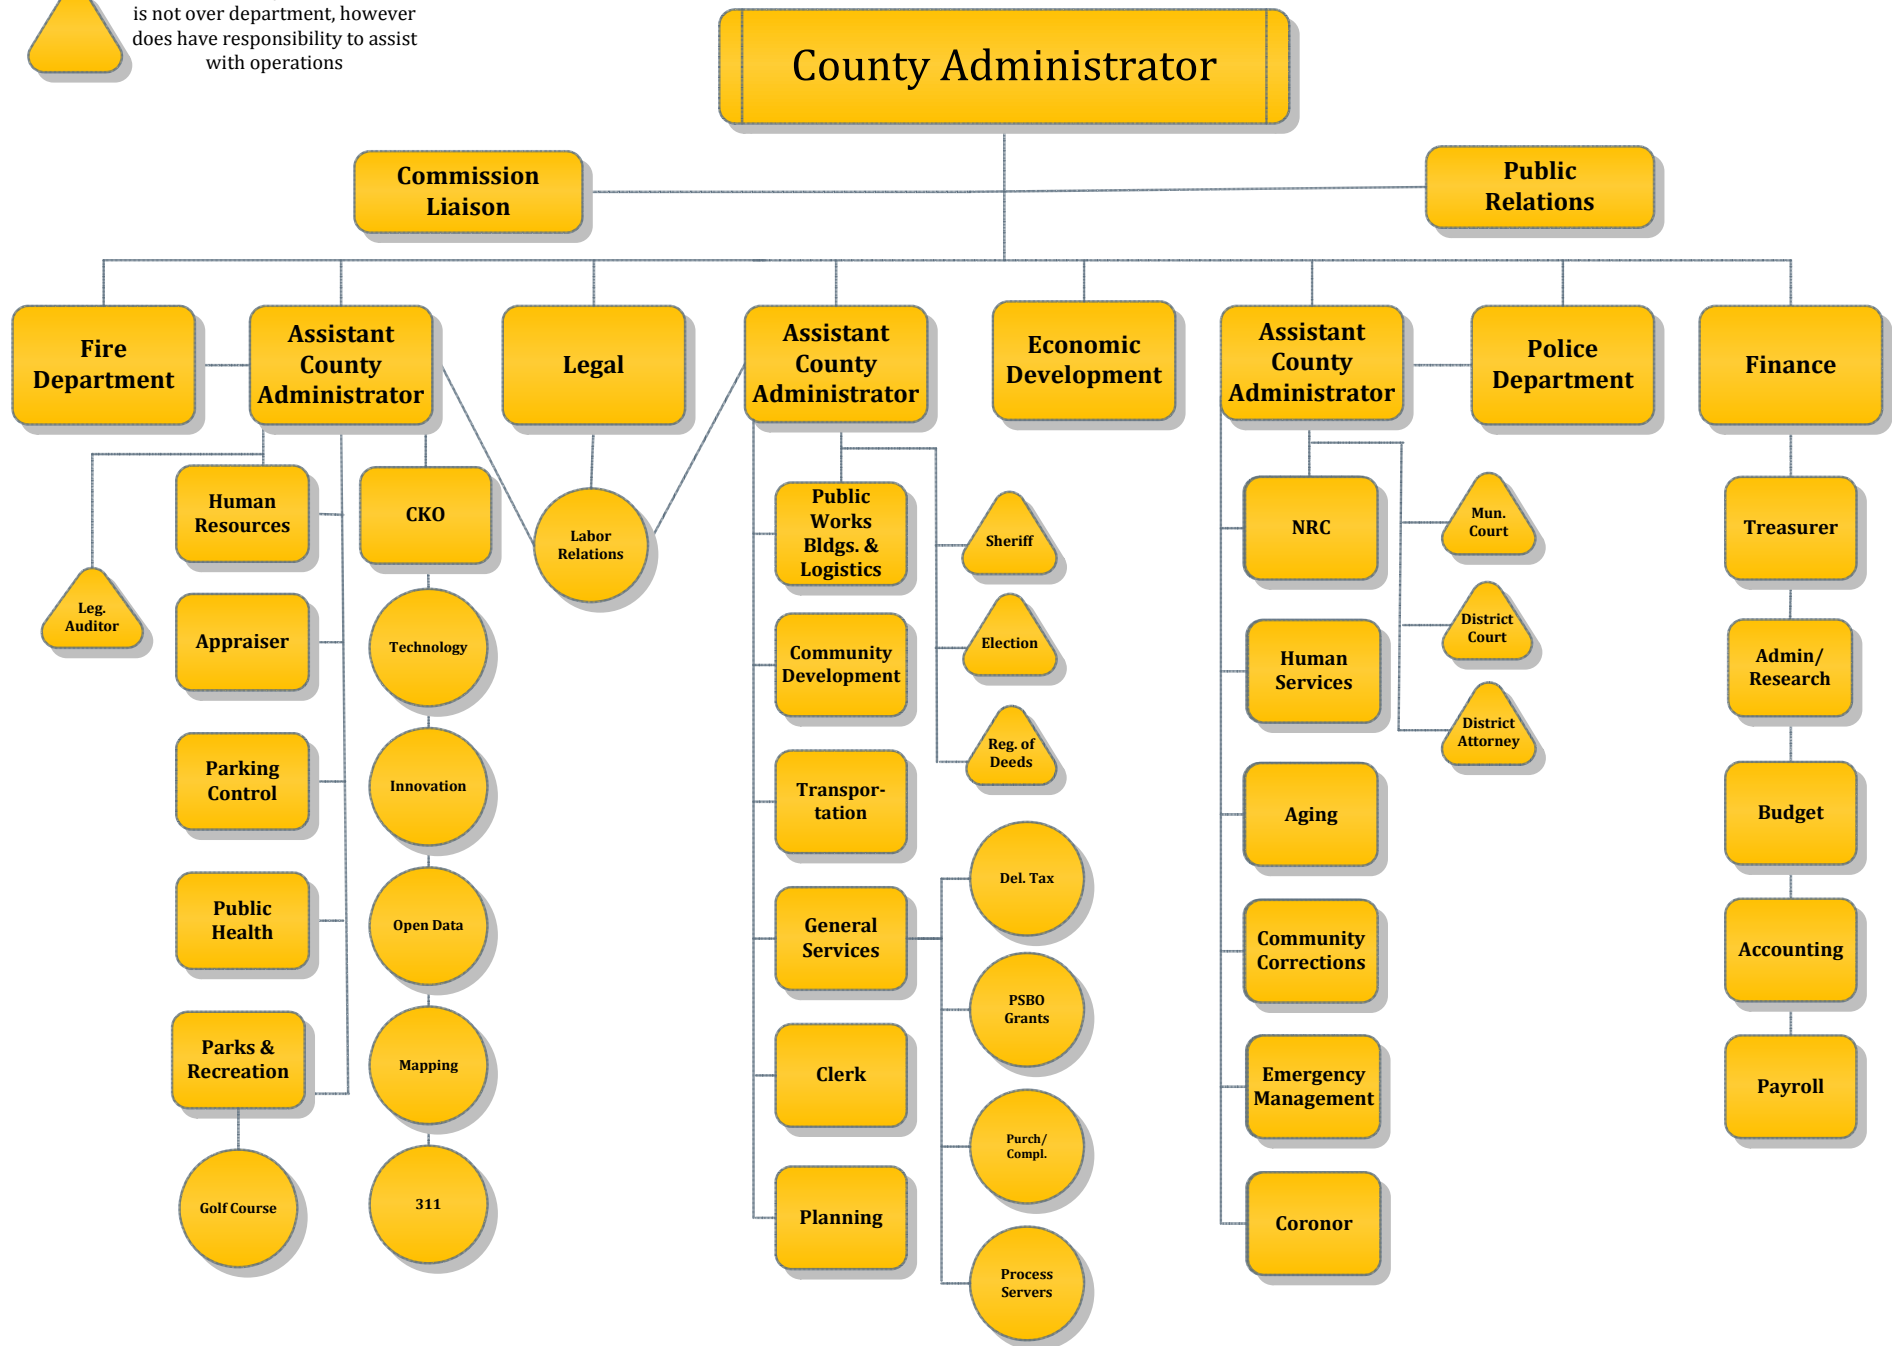 is not over department, however
does have responsibility to assist
with operations
County Administrator
Commission
Liaison
Public
Relations
Fire
Department
Assistant
County
Administrator
Legal
Assistant
County
Administrator
Economic
Development
Assistant
County
Administrator
Police
Department
Finance
Human
Resources
CKO
Labor
Relations
Leg.
Auditor
Appraiser
Technology
Parking
Control
Innovation
Public
Health
Open Data
Parks &
Recreation
Mapping
Golf Course
311
Public
Works
Bldgs. &
Logistics
Sheriff
Community
Development
Election
Transpor-
tation
Reg. of
Deeds
General
Services
Del. Tax
PSBO
Grants
Clerk
Purch/
Compl.
Planning
Process
Servers
NRC
Mun.
Court
Human
Services
District
Court
District
Attorney
Aging
Community
Corrections
Emergency
Management
Coronor
Treasurer
Admin/
Research
Budget
Accounting
Payroll